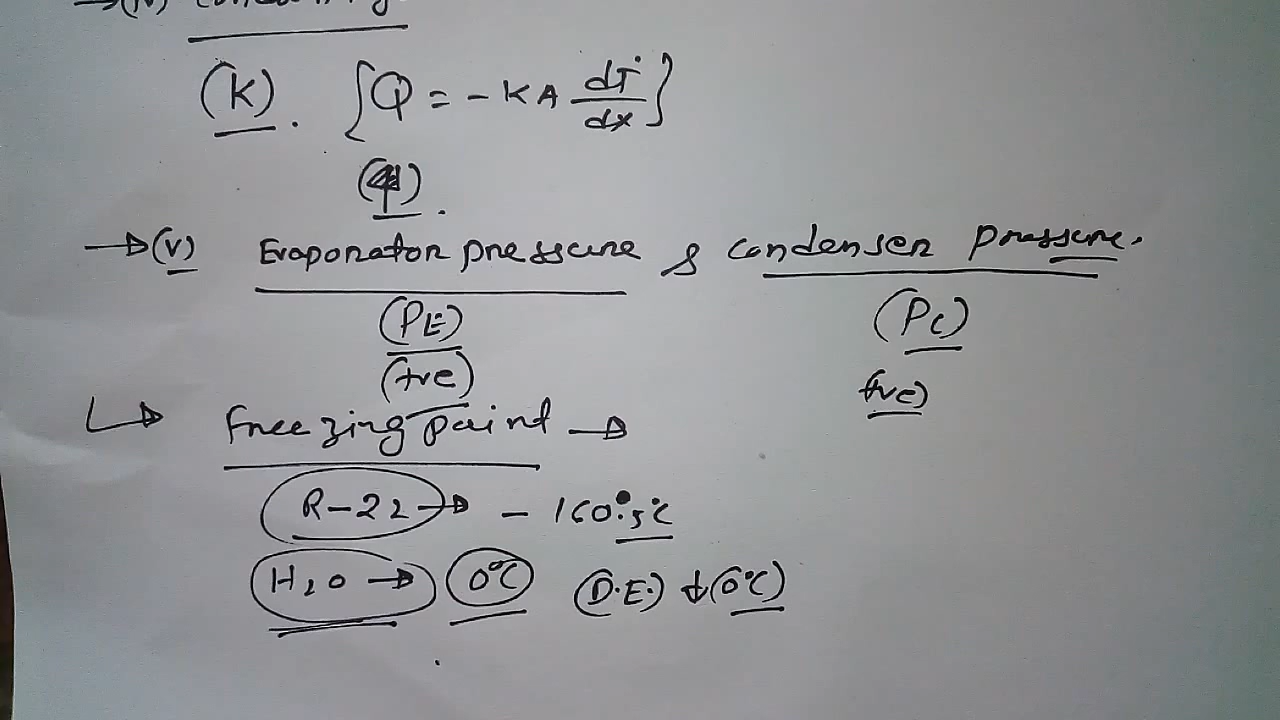 →(iv)
(K). {Q = -KA dT/dx}
→(v) Evaporator pressure & Condenser pressure.
(PE) (Pc)
(+ve) (+ve)
↳ Freezing point →
R-22 → - 160.5°C
H2O → 0°C (D.E.) ↓(0°C)